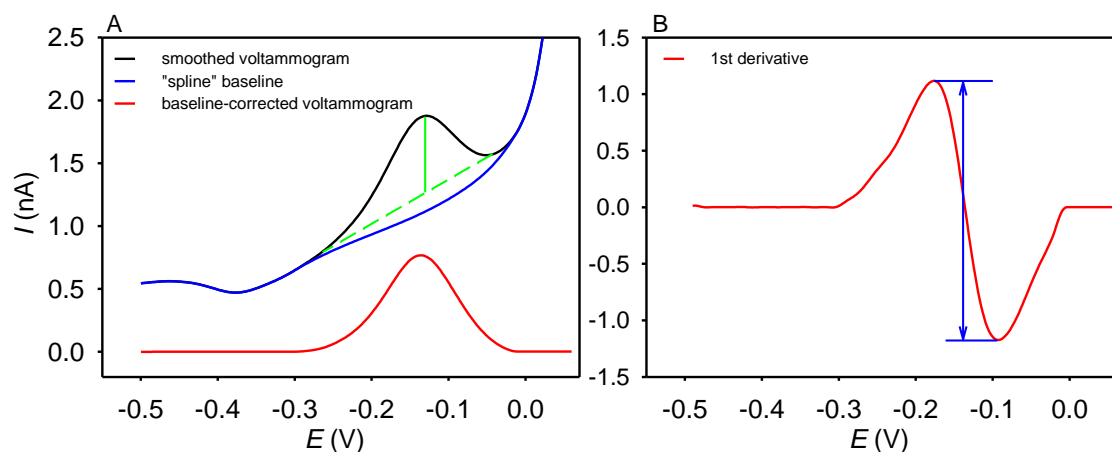 A
2.5
2.0
1.5
1.0
0.5
0.0
I (nA)
smoothed voltammogram
"spline" baseline
baseline-corrected voltammogram
-0.5 -0.4 -0.3 -0.2 -0.1 0.0
E (V)
B
1.5
1.0
0.5
0.0
-0.5
-1.0
-1.5
1st derivative
-0.5 -0.4 -0.3 -0.2 -0.1 0.0
E (V)